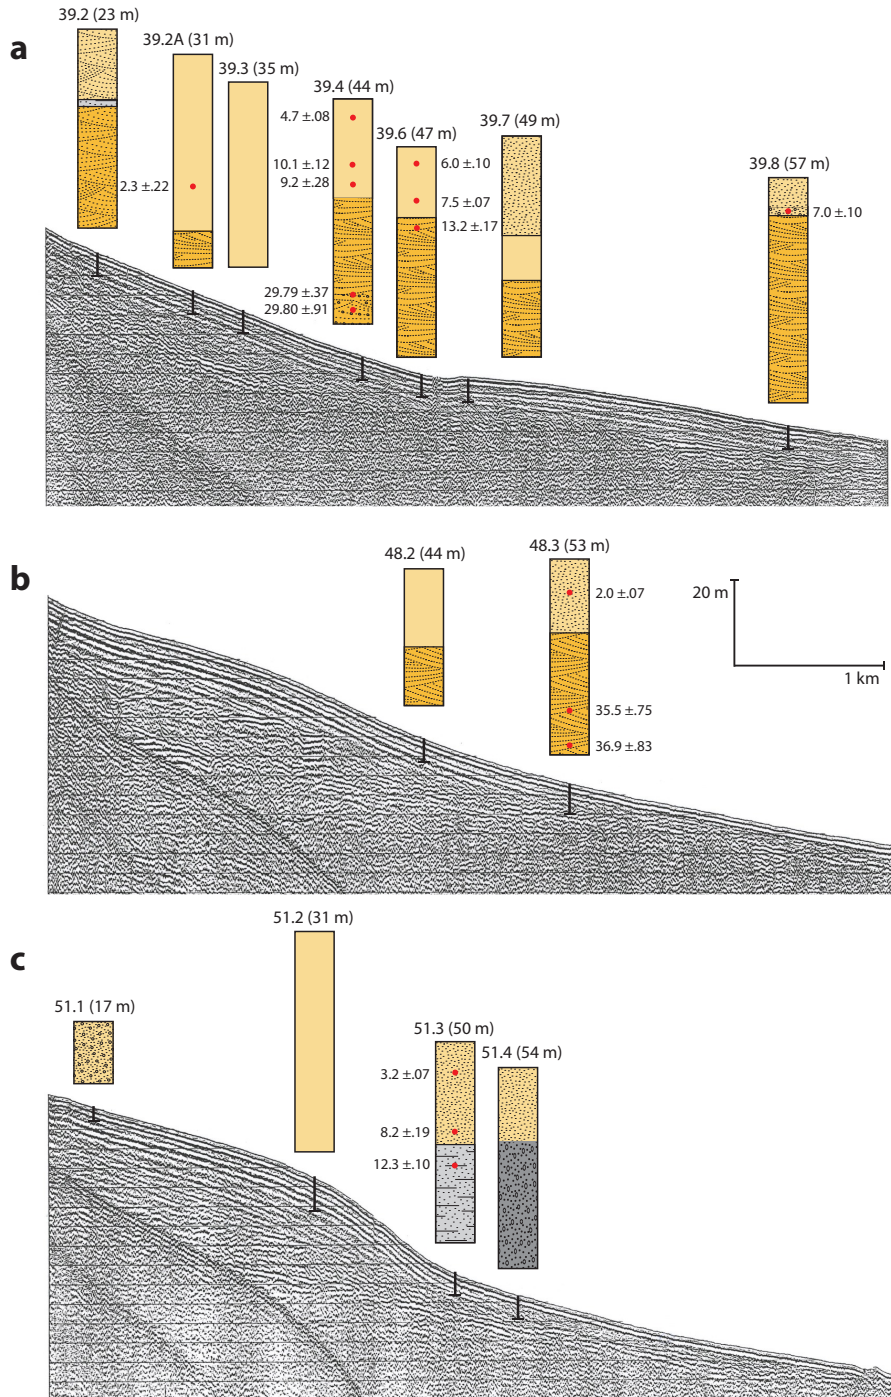 a
39.2 (23 m)
39.2A (31 m)
39.3 (35 m)
39.4 (44 m)
39.6 (47 m)
39.7 (49 m)
39.8 (57 m)
2.3 ±.22
4.7 ±.08
10.1 ±.12
9.2 ±.28
29.79 ±.37
29.80 ±.91
6.0 ±.10
7.5 ±.07
13.2 ±.17
7.0 ±.10
b
48.2 (44 m)
48.3 (53 m)
2.0 ±.07
35.5 ±.75
36.9 ±.83
20 m
1 km
c
51.1 (17 m)
51.2 (31 m)
51.3 (50 m)
51.4 (54 m)
3.2 ±.07
8.2 ±.19
12.3 ±.10